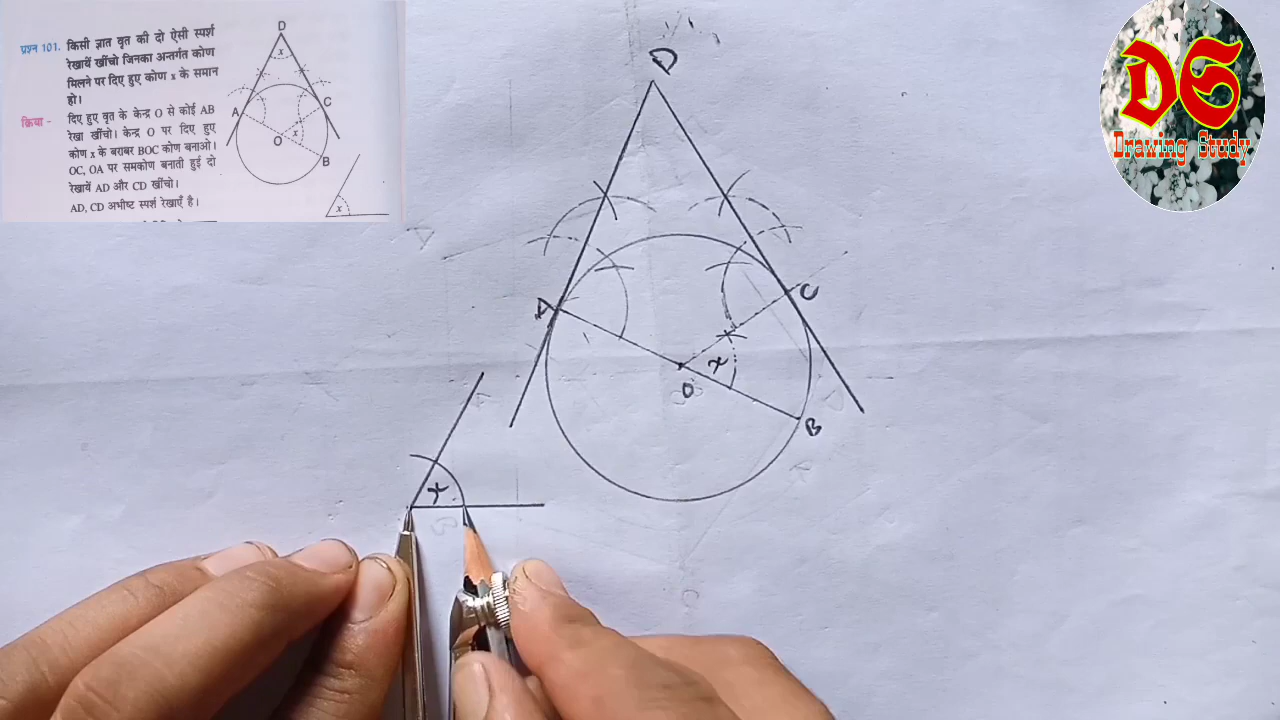 प्रश्न 101. किसी ज्ञात वृत की दो ऐसी स्पर्श
रेखायें खींचो जिनका अन्तर्गत कोण
मिलने पर दिए हुए कोण x के समान
हो।
क्रिया - दिए हुए वृत के केन्द्र O से कोई AB
रेखा खींचो। केन्द्र O पर दिए हुए
कोण x के बराबर BOC कोण बनाओ।
OC, OA पर समकोण बनाती हुई दो
रेखायें AD और CD खींचो।
AD, CD अभीष्ट स्पर्श रेखाएँ है।
D
x
A
C
x
O
B
x
DS
Drawing Study
D
A
C
x
O
B
x